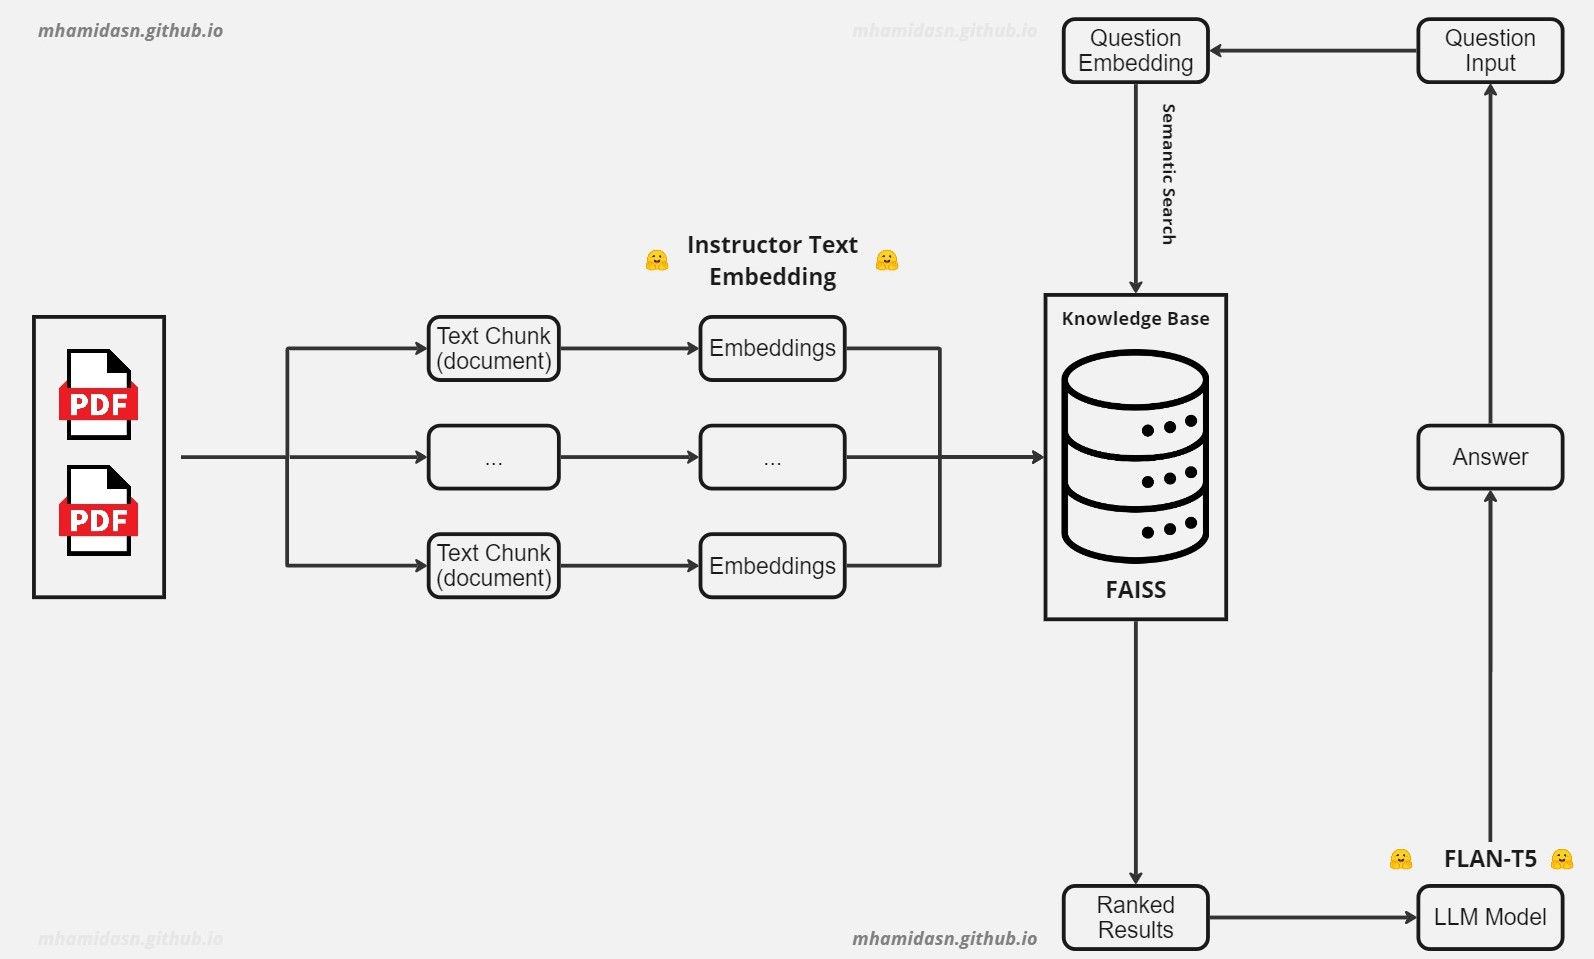 mhamidasn.github.io
mhamidasn.github.io
Question
Embedding
Question
Input
Semantic Search
Instructor Text
Embedding
Knowledge Base
PDF
PDF
Text Chunk
(document)
Embeddings
...
...
Text Chunk
(document)
Embeddings
FAISS
Answer
FLAN-T5
Ranked
Results
LLM Model
mhamidasn.github.io
mhamidasn.github.io